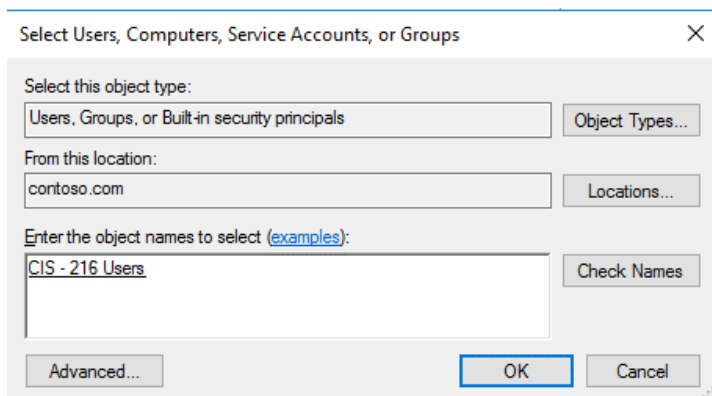 Select Users, Computers, Service Accounts, or Groups
Select this object type:
Users, Groups, or Built-in security principals
Object Types...
From this location:
contoso.com
Locations...
Enter the object names to select (examples):
CIS - 216 Users
Check Names
Advanced...
OK
Cancel